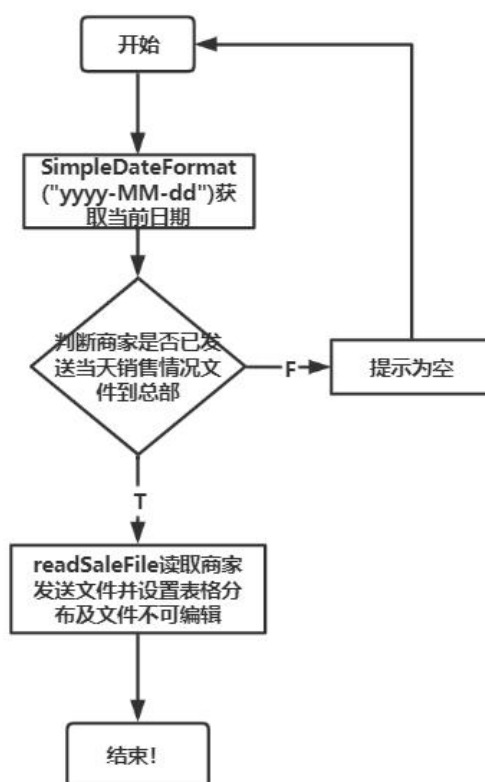 开始
SimpleDateFormat
("yyyy-MM-dd")获
取当前日期
判断商家是否已发
送当天销售情况文
件到总部
F
提示为空
T
readSaleFile读取商家
发送文件并设置表格分
布及文件不可编辑
结束!